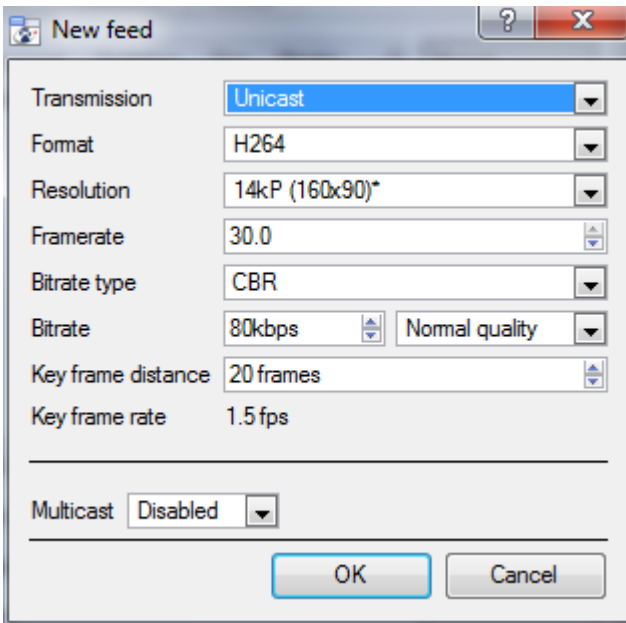 New feed
Transmission Unicast
Format H264
Resolution 14kP (160x90)*
Framerate 30.0
Bitrate type CBR
Bitrate 80kbps Normal quality
Key frame distance 20 frames
Key frame rate 1.5 fps
Multicast Disabled
OK Cancel